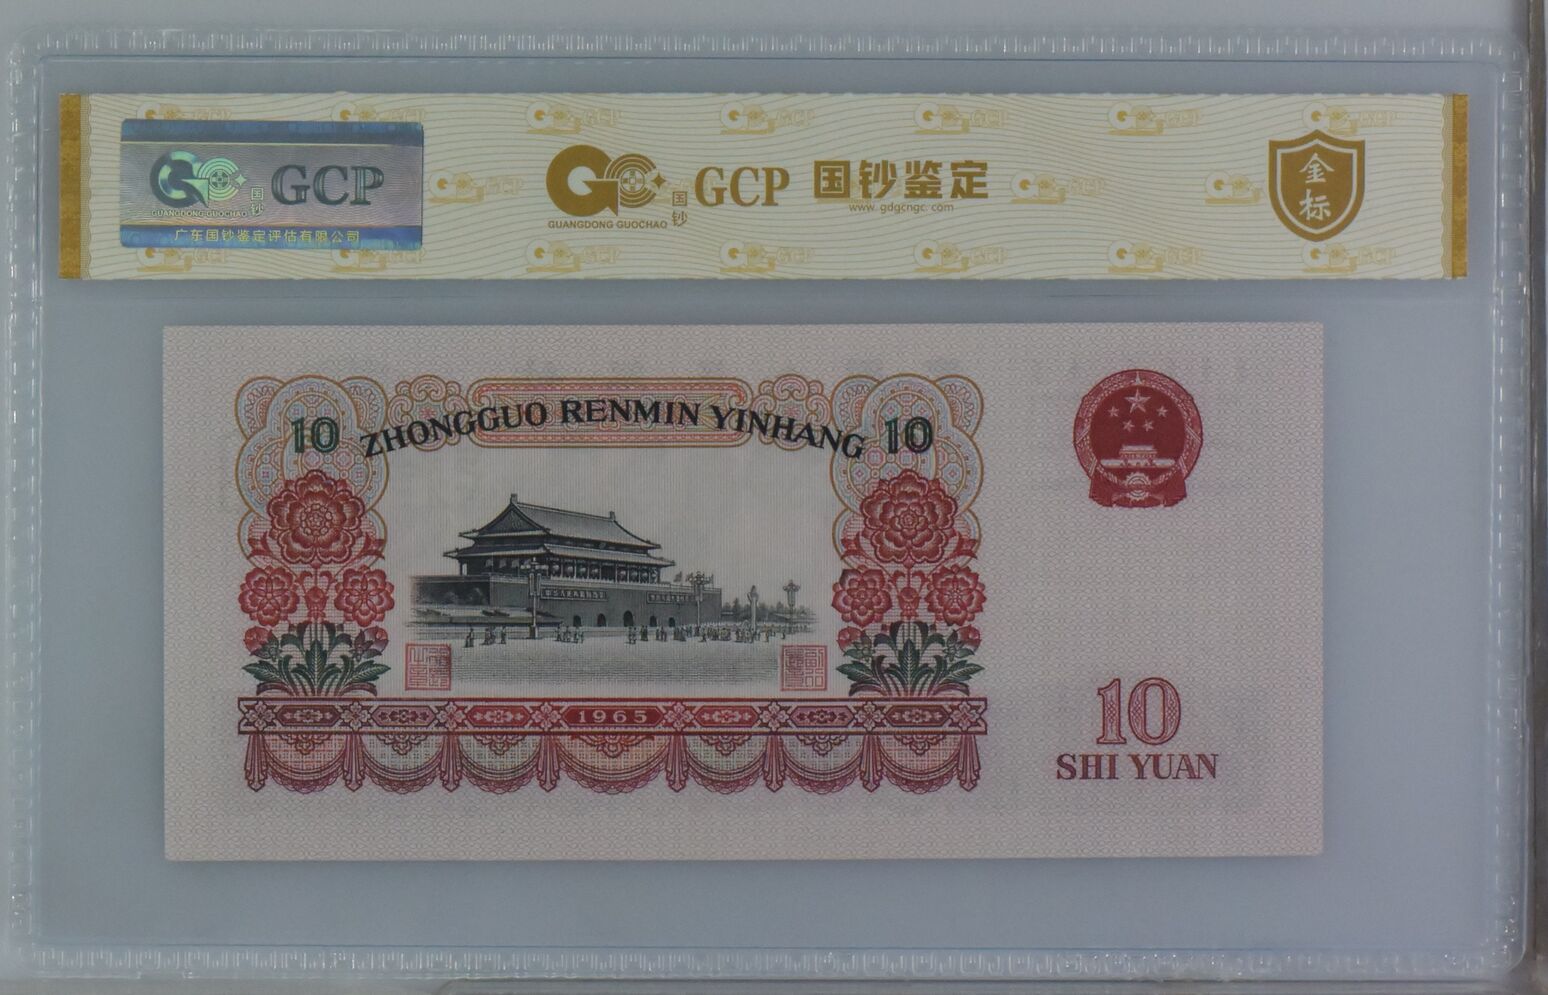 GCP
国钞
GUANGDONG GUOCHAO
广东国钞鉴定评估有限公司
GCP 国钞鉴定
国钞
www. gdgcngc. com
GUANGDONG GUOCHAO
金标
10 ZHONGGUO RENMIN YINHANG 10
1965
10
SHI YUAN